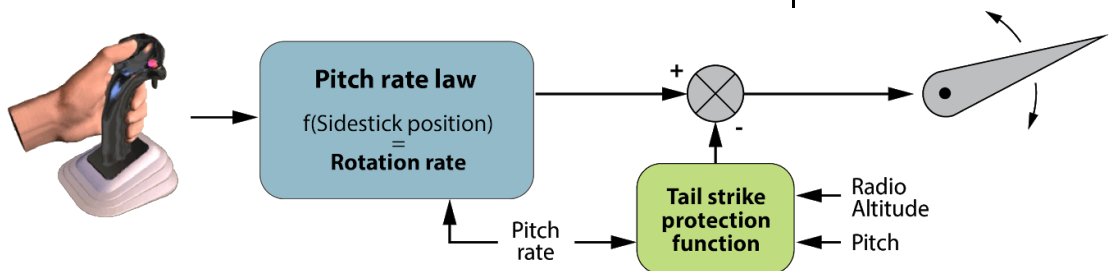 Pitch rate law
f(Sidestick position)
=
Rotation rate
+
-
Tail strike
protection
function
Radio
Altitude
Pitch
Pitch
rate